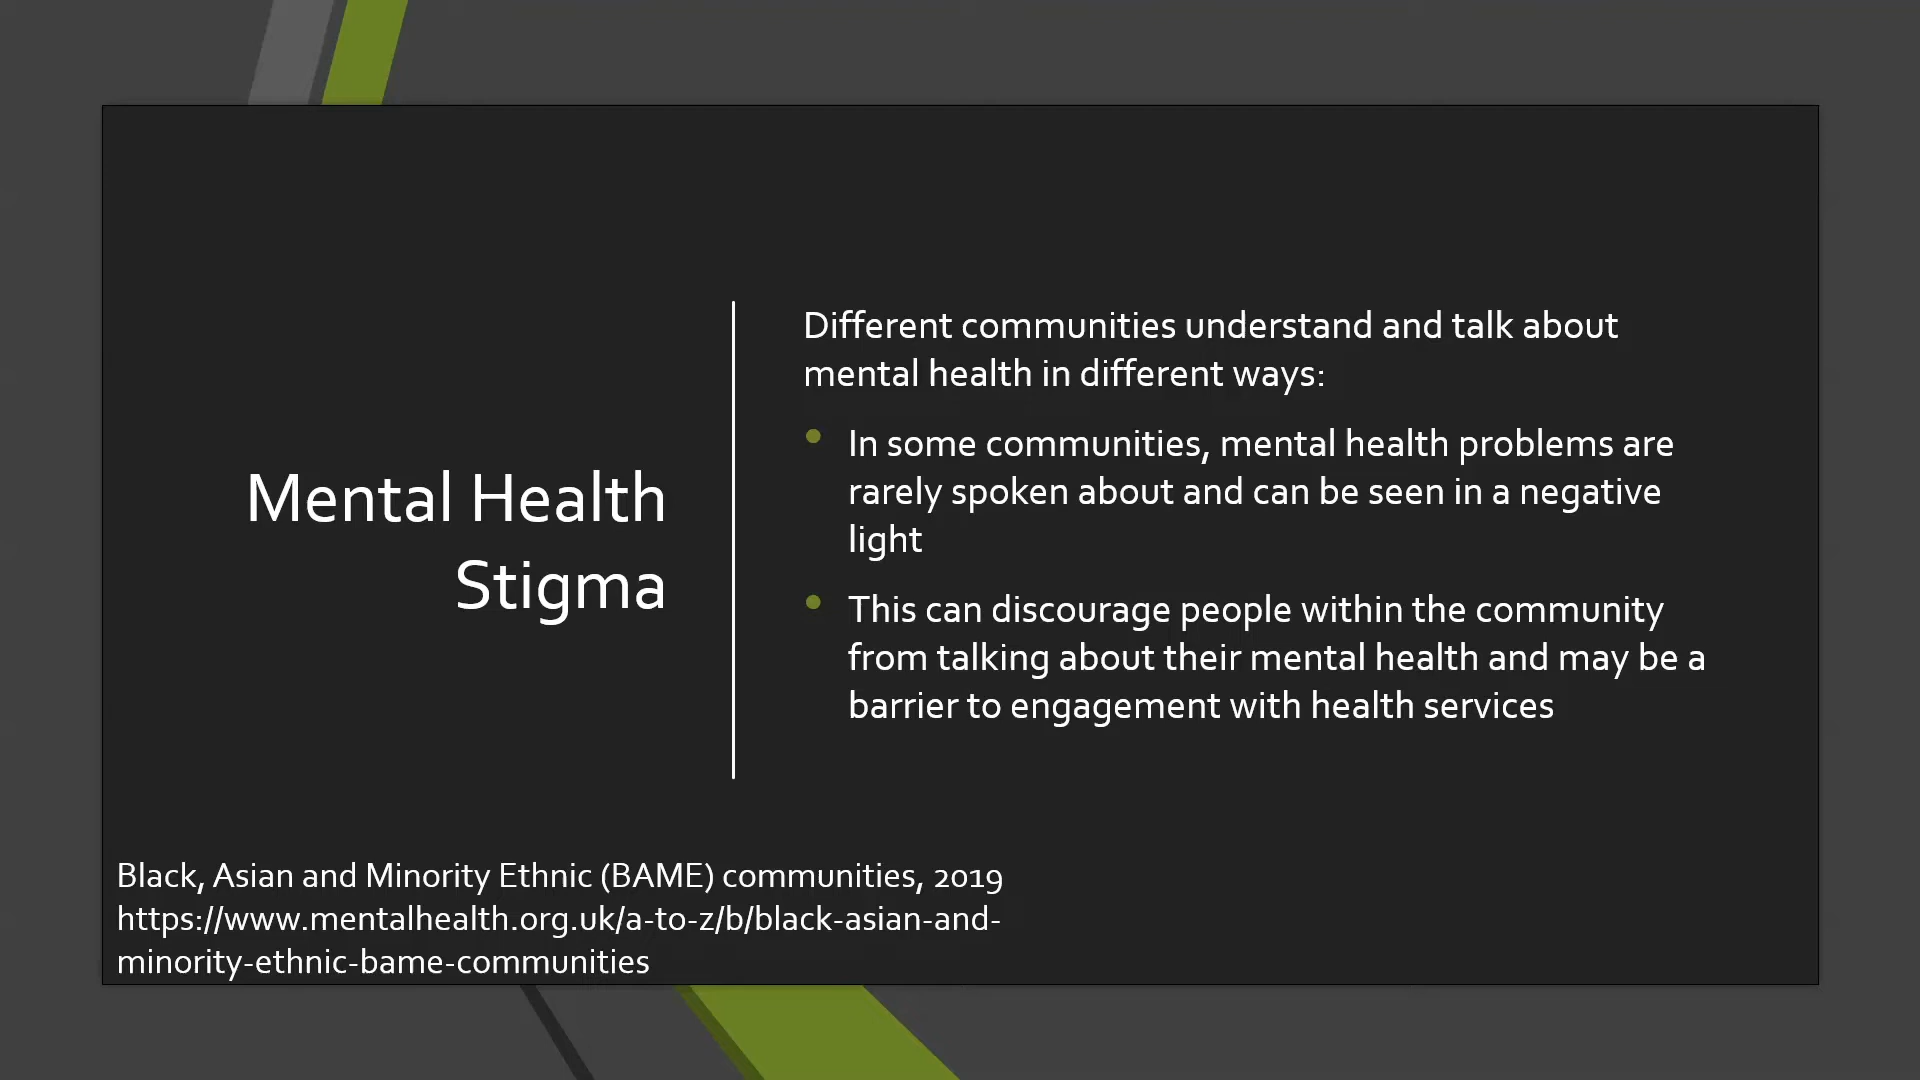 Mental Health
Stigma
Different communities understand and talk about
mental health in different ways:
In some communities, mental health problems are
rarely spoken about and can be seen in a negative
light
This can discourage people within the community
from talking about their mental health and may be a
barrier to engagement with health services
Black, Asian and Minority Ethnic (BAME) communities, 2019
https://www.mentalhealth.org.uk/a-to-z/b/black-asian-and-
minority-ethnic-bame-communities